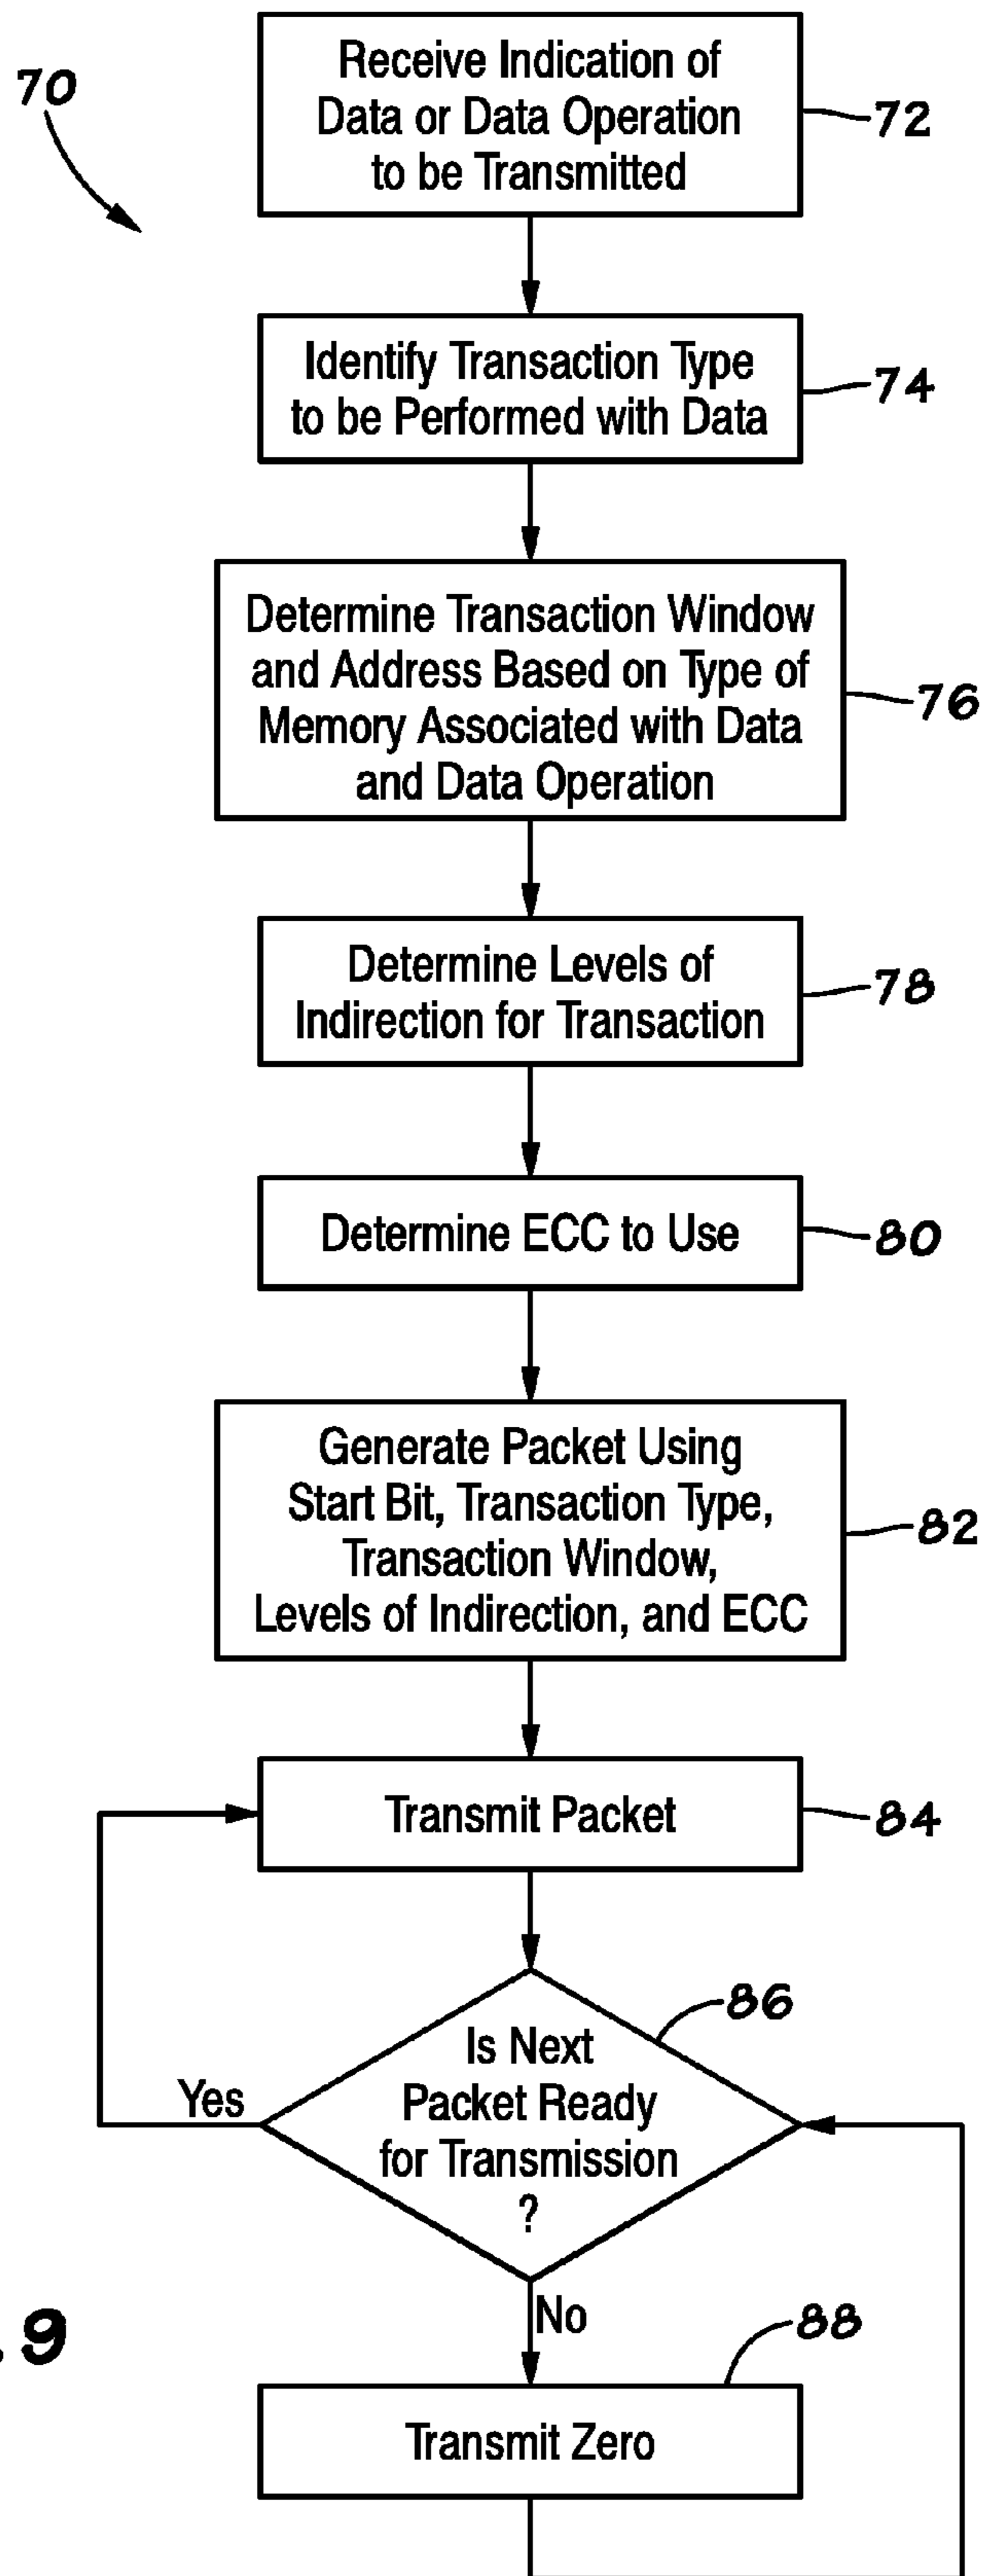 70
Receive Indication of
Data or Data Operation
to be Transmitted
72
Identify Transaction Type
to be Performed with Data
74
Determine Transaction Window
and Address Based on Type of
Memory Associated with Data
and Data Operation
76
Determine Levels of
Indirection for Transaction
78
Determine ECC to Use
80
Generate Packet Using
Start Bit, Transaction Type,
Transaction Window,
Levels of Indirection, and ECC
82
Transmit Packet
84
86
Is Next
Packet Ready
for Transmission
?
Yes
No
. 9
88
Transmit Zero